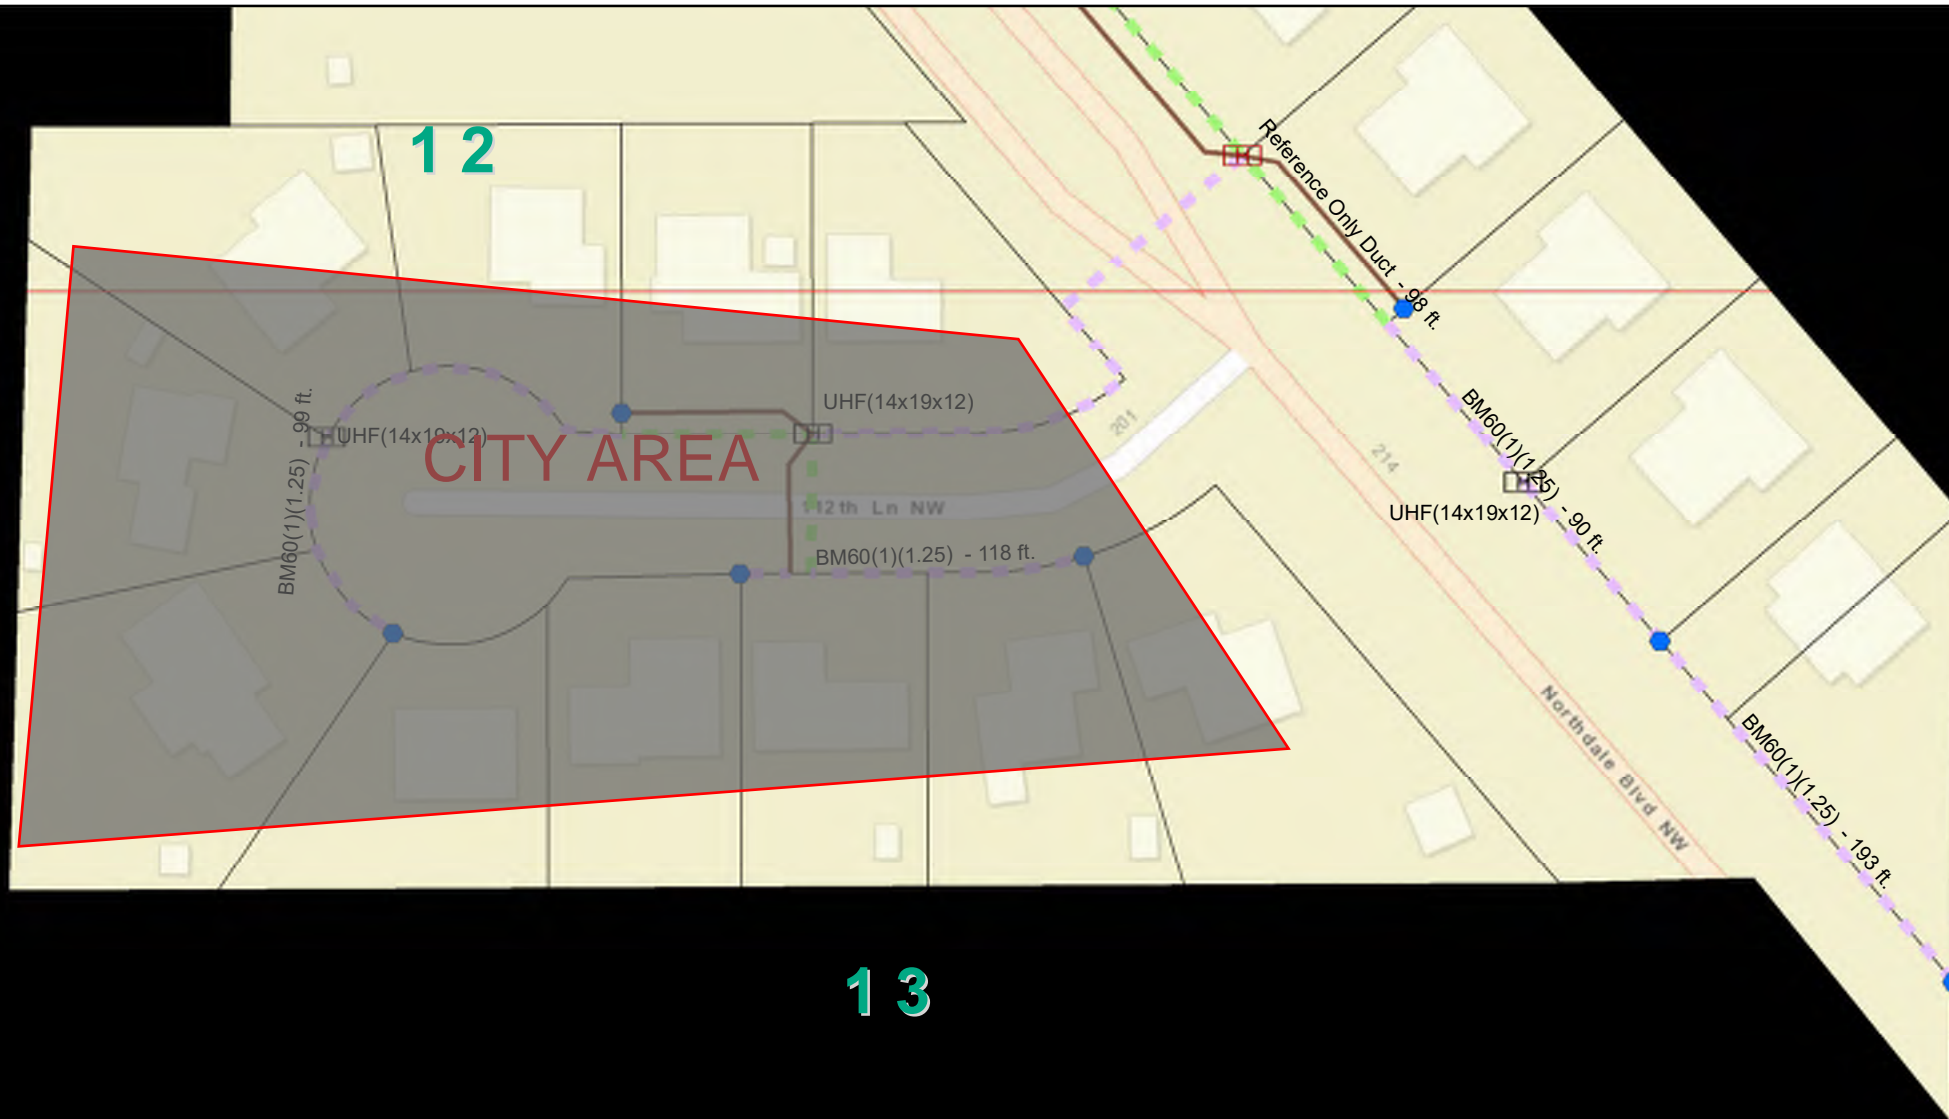 1 2
Reference Only Duct - 98 ft.
UHF(14x19x12)
BM60(1)(1.25) - 99 ft.
UHF(14x19x12)
CITY AREA
201
214
BM60(1)(1.25) - 90 ft.
UHF(14x19x12)
112th Ln NW
BM60(1)(1.25) - 118 ft.
Northdale Blvd NW
BM60(1)(1.25) - 193 ft.
1 3